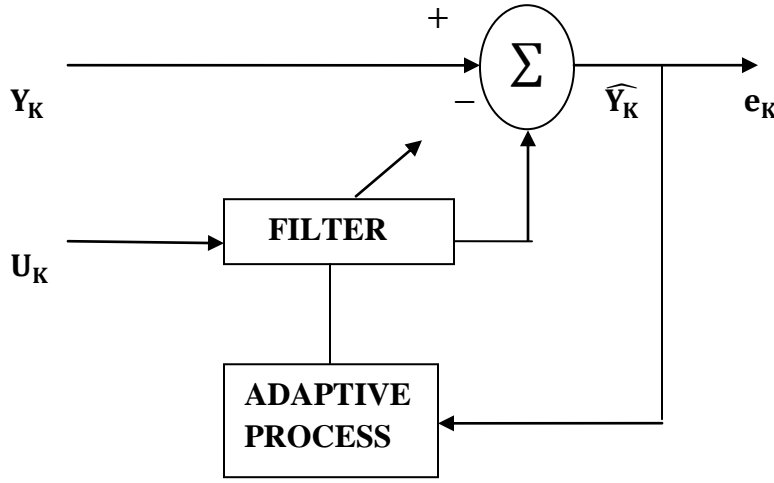 +
Σ
Y_K
−
Ŷ_K
e_K
FILTER
U_K
ADAPTIVE
PROCESS